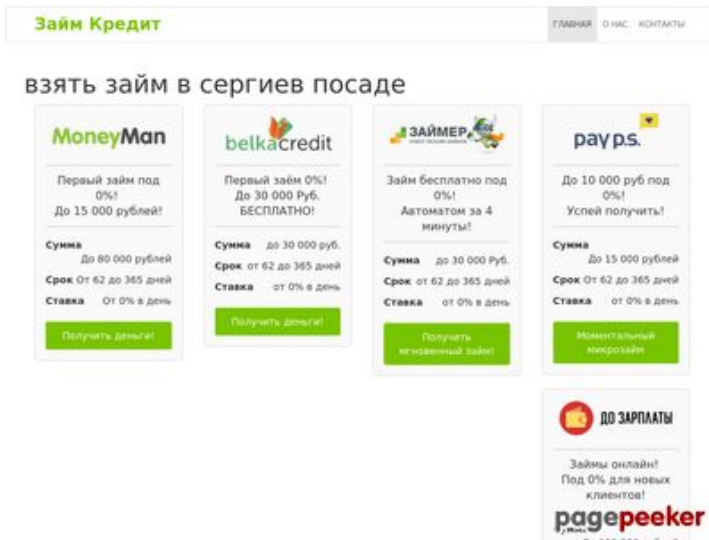 Займ Кредит
ГЛАВНАЯ О НАС КОНТАКТЫ
взять займ в сергиев посаде
MoneyMan
Первый займ под
0%!
До 15 000 рублей!
Сумма
До 80 000 рублей
Срок От 62 до 365 дней
Ставка От 0% в день
Получить деньги!
belkacredit
Первый заём 0%!
До 30 000 Руб.
БЕСПЛАТНО!
Сумма до 30 000 руб.
Срок от 62 до 365 дней
Ставка от 0% в день
Получить деньги!
ЗАЙМЕР
Займ бесплатно под
0%!
Автоматом за 4
минуты!
Сумма до 30 000 Руб.
Срок от 62 до 365 дней
Ставка от 0% в день
Получить
мгновенный займ!
pay p.s.
До 10 000 руб под
0%!
Успей получить!
Сумма
До 15 000 рублей
Срок От 62 до 365 дней
Ставка От 0% в день
Моментальный
микрозайм
ДО ЗАРПЛАТЫ
Займы онлайн!
Под 0% для новых
клиентов!
pagepeeker